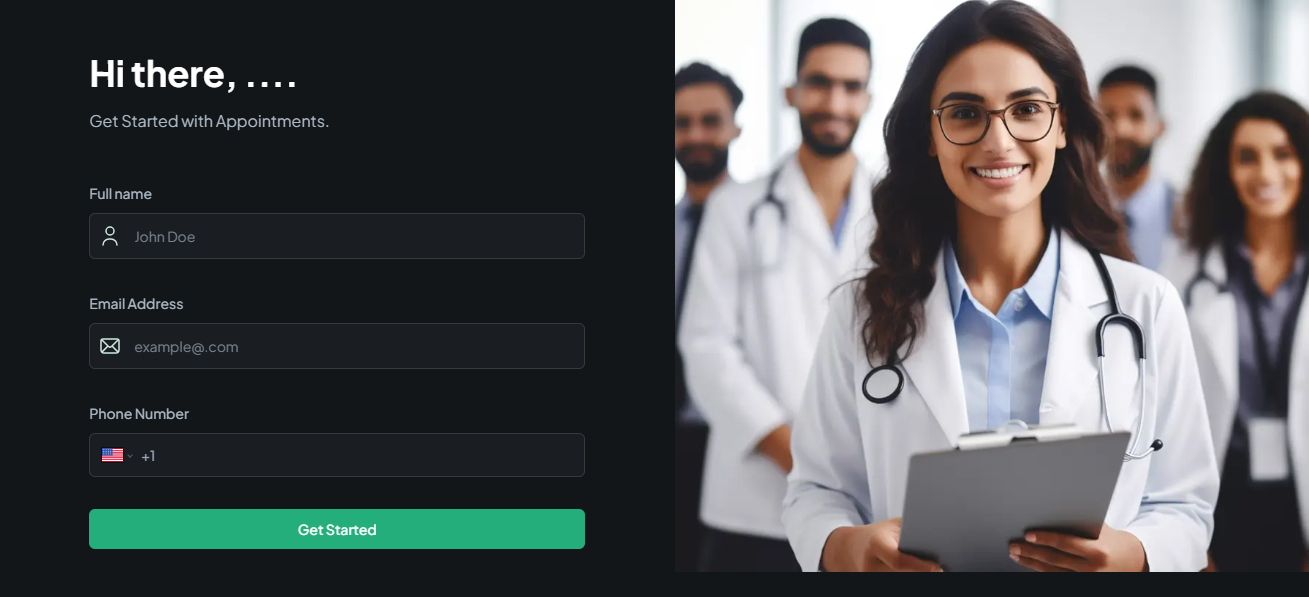 Hi there, ....
Get Started with Appointments.
Full name
John Doe
Email Address
example@.com
Phone Number
+1
Get Started